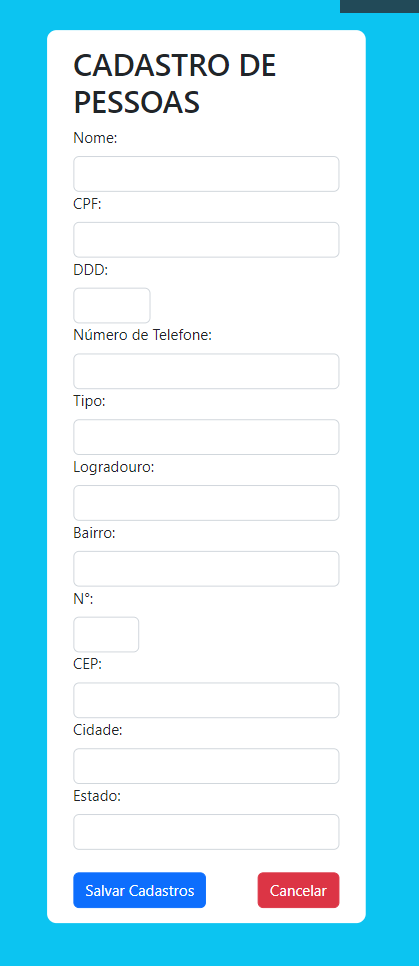 CADASTRO DE
PESSOAS
Nome:
CPF:
DDD:
Número de Telefone:
Tipo:
Logradouro:
Bairro:
N°:
CEP:
Cidade:
Estado:
Salvar Cadastros
Cancelar